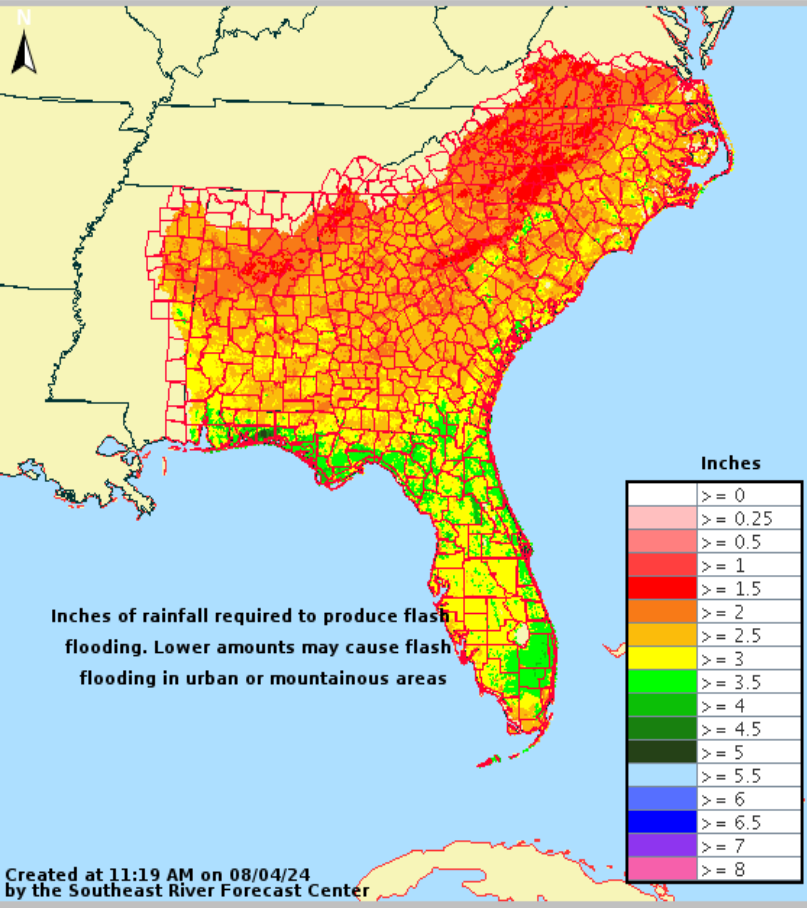 N
Inches
>= 0
>= 0.25
>= 0.5
>= 1
>= 1.5
>= 2
>= 2.5
>= 3
>= 3.5
>= 4
>= 4.5
>= 5
>= 5.5
>= 6
>= 6.5
>= 7
>= 8
Inches of rainfall required to produce flash
flooding. Lower amounts may cause flash
flooding in urban or mountainous areas
Created at 11:19 AM on 08/04/24
by the Southeast River Forecast Center